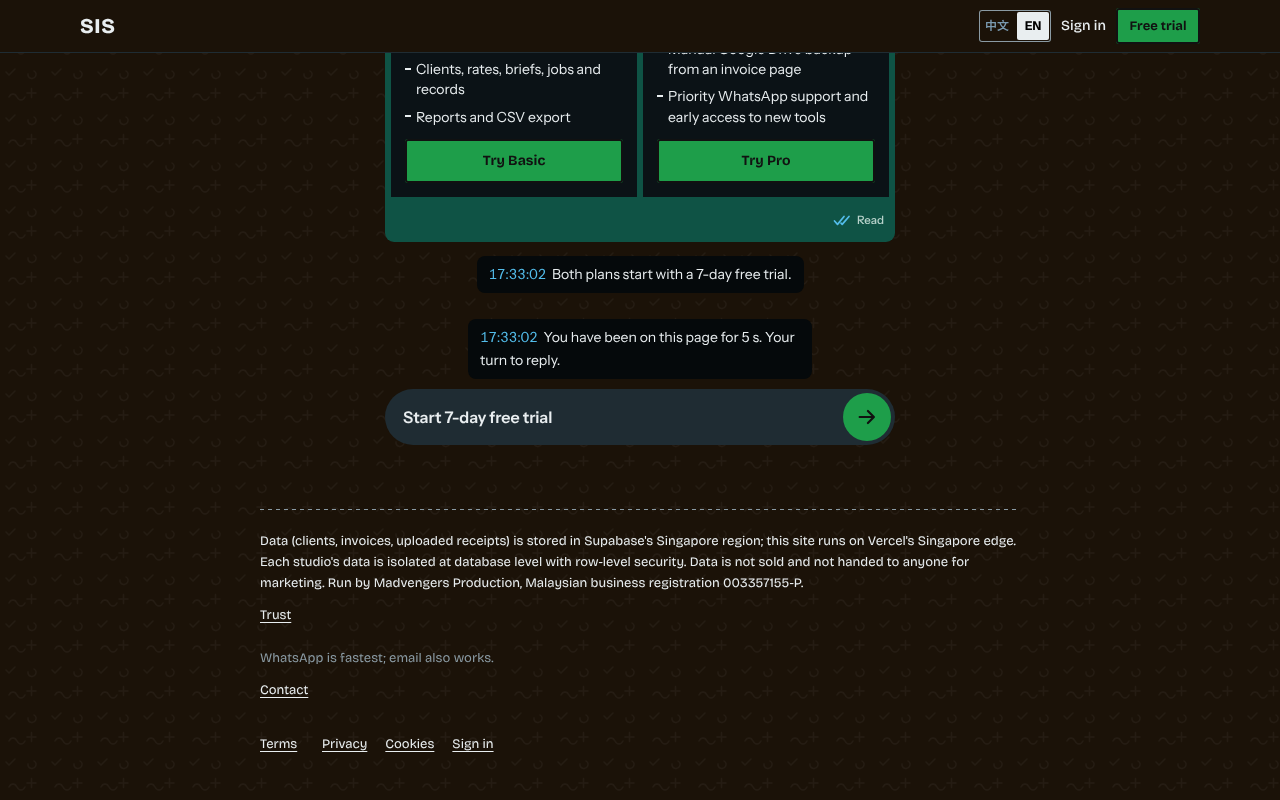 SIS
中文 EN Sign in Free trial
Manual Google Drive backup
from an invoice page
Clients, rates, briefs, jobs and
records
Reports and CSV export
Priority WhatsApp support and
early access to new tools
Try Basic
Try Pro
Read
17:33:02 Both plans start with a 7-day free trial.
17:33:02 You have been on this page for 5 s. Your
turn to reply.
Start 7-day free trial
Data (clients, invoices, uploaded receipts) is stored in Supabase's Singapore region; this site runs on Vercel's Singapore edge.
Each studio's data is isolated at database level with row-level security. Data is not sold and not handed to anyone for
marketing. Run by Madvengers Production, Malaysian business registration 003357155-P.
Trust
WhatsApp is fastest; email also works.
Contact
Terms Privacy Cookies Sign in